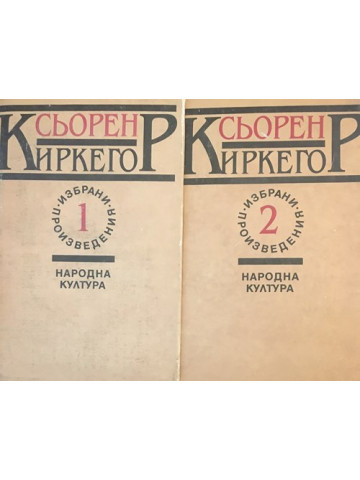 СЬОРЕН
КИРКЕГОР
·ИЗБРАНИ·
ПРОИЗВЕДЕНИЯ
1
НАРОДНА
КУЛТУРА
СЬОРЕН
КИРКЕГОР
·ИЗБРАНИ·
ПРОИЗВЕДЕНИЯ
2
НАРОДНА
КУЛТУРА